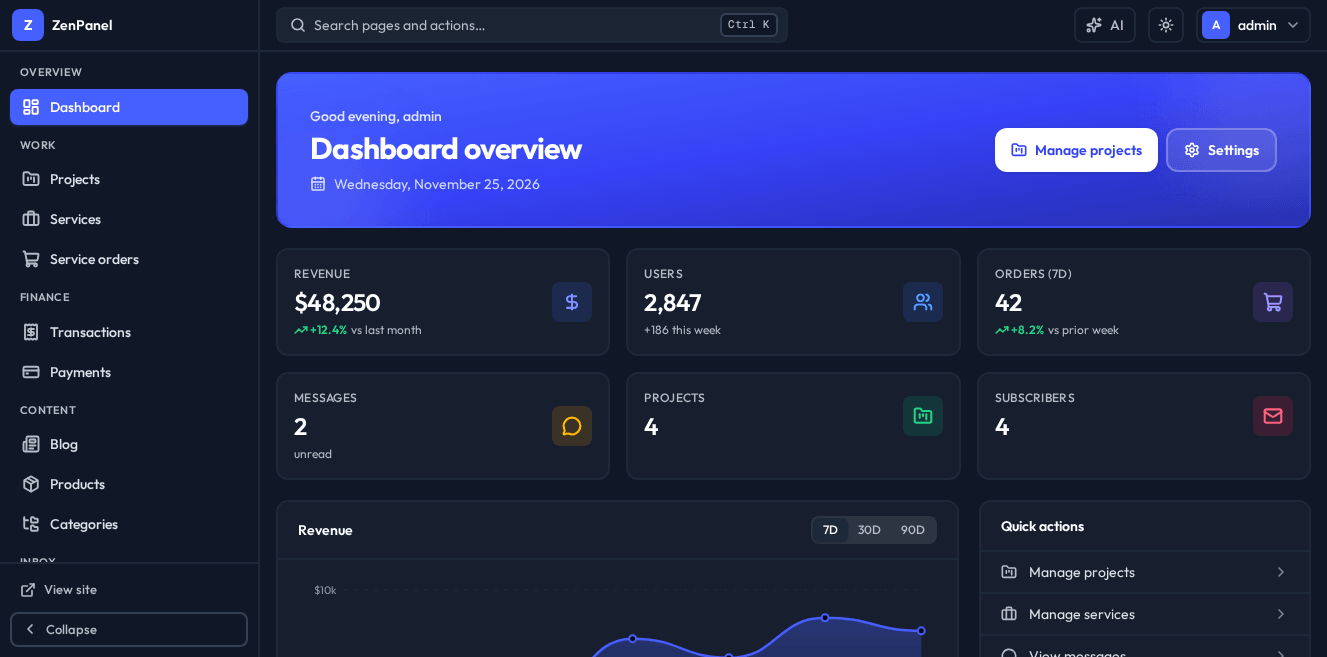 Z ZenPanel
Search pages and actions...
Ctrl K
AI
A admin
OVERVIEW
Dashboard
WORK
Projects
Services
Service orders
FINANCE
Transactions
Payments
CONTENT
Blog
Products
Categories
INBOX
View site
Collapse
Good evening, admin
Dashboard overview
Wednesday, November 25, 2026
Manage projects
Settings
REVENUE
$48,250
+12.4% vs last month
USERS
2,847
+186 this week
ORDERS (7D)
42
+8.2% vs prior week
MESSAGES
2
unread
PROJECTS
4
SUBSCRIBERS
4
Revenue
7D 30D 90D
$10k
Quick actions
Manage projects
Manage services
View messages